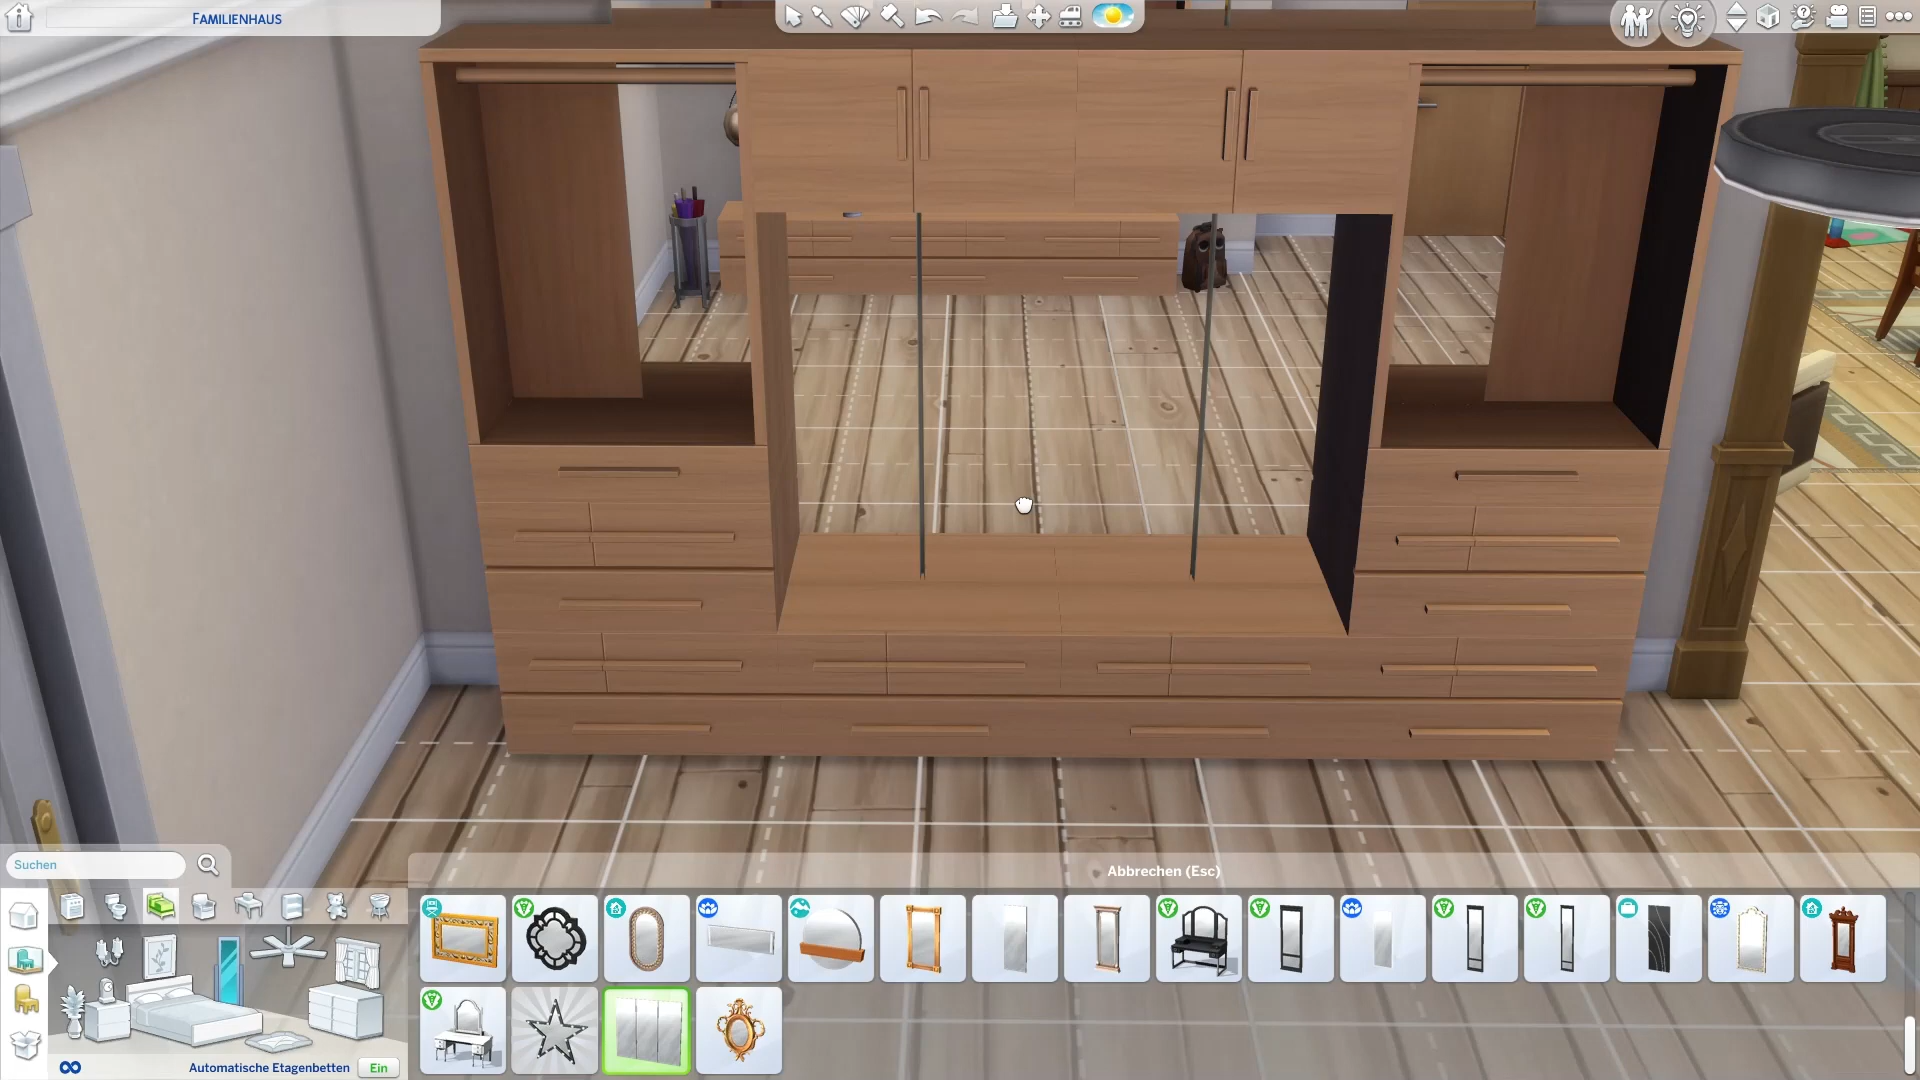 FAMILIENHAUS
Suchen
Abbrechen (Esc)
Automatische Etagenbetten
Ein